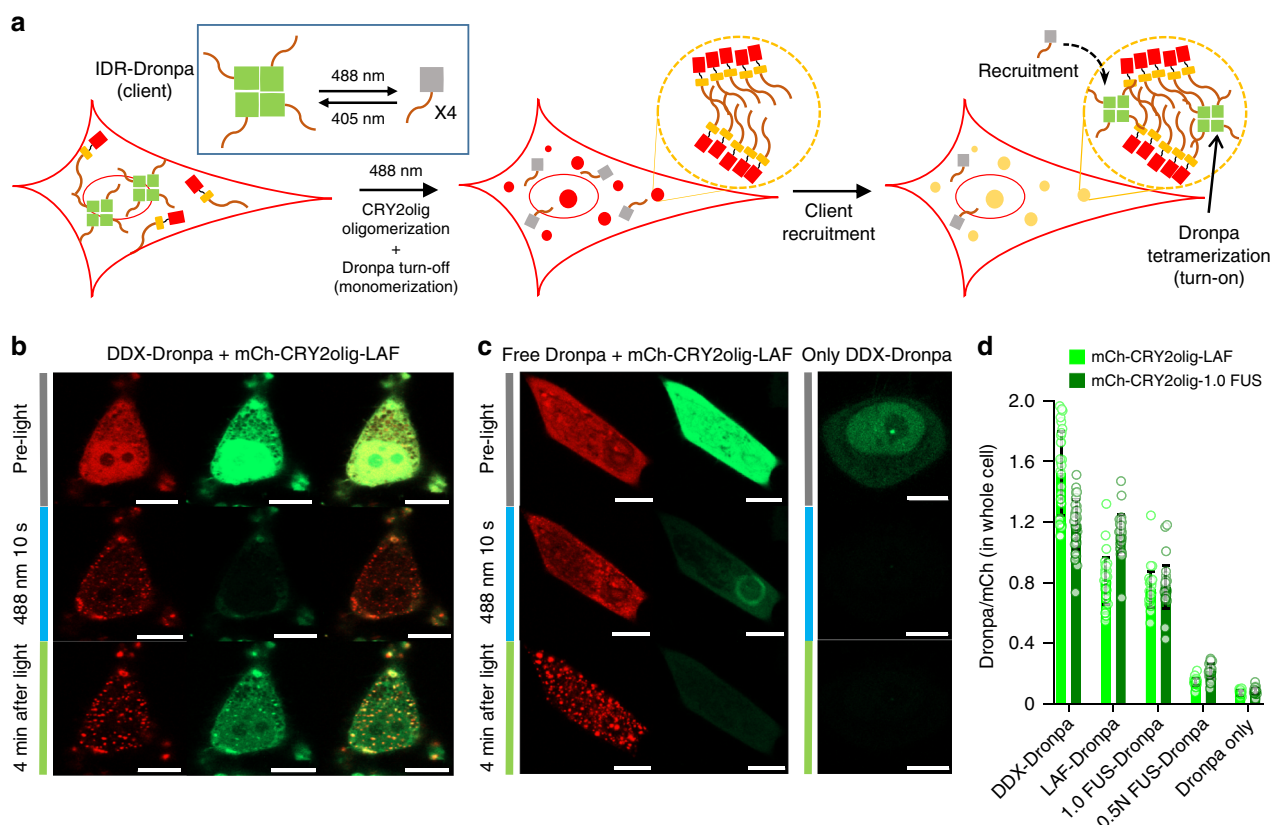 a
IDR-Dronpa
(client)
488 nm
405 nm
X4
488 nm
CRY2olig
oligomerization
+
Dronpa turn-off
(monomerization)
Client
recruitment
Recruitment
Dronpa
tetramerization
(turn-on)
b
DDX-Dronpa + mCh-CRY2olig-LAF
Pre-light
488 nm 10 s
4 min after light
c
Free Dronpa + mCh-CRY2olig-LAF
Only DDX-Dronpa
Pre-light
488 nm 10 s
4 min after light
d
mCh-CRY2olig-LAF
mCh-CRY2olig-1.0 FUS
Dronpa/mCh (in whole cell)
2.0
1.6
1.2
0.8
0.4
0
DDX-Dronpa
LAF-Dronpa
1.0 FUS-Dronpa
0.5N FUS-Dronpa
Dronpa only